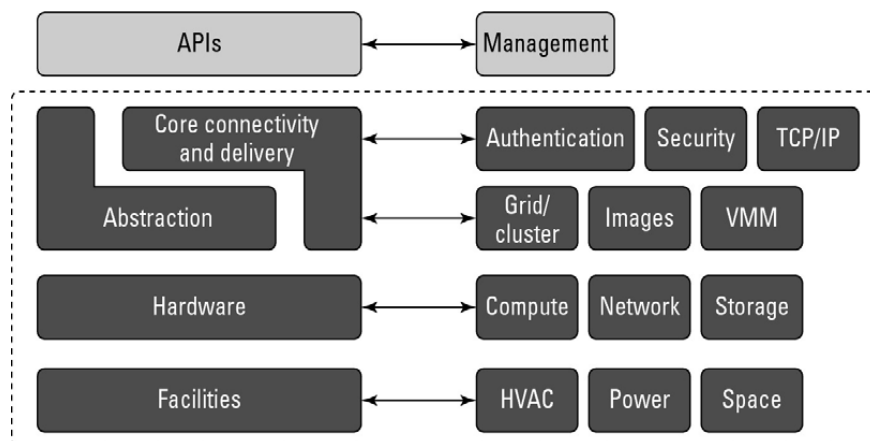 APIs
Management
Core connectivity
and delivery
Authentication
Security
TCP/IP
Abstraction
Grid/
cluster
Images
VMM
Hardware
Compute
Network
Storage
Facilities
HVAC
Power
Space